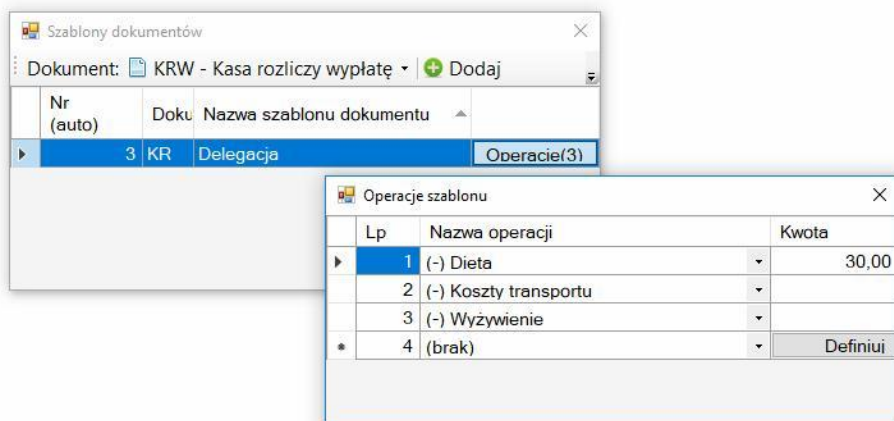 Szablony dokumentów
Dokument: KRW - Kasa rozliczy wypłatę Dodaj
Nr (auto) Doku Nazwa szablonu dokumentu
3 KR Delegacja Operacje(3)
Operacje szablonu
Lp Nazwa operacji Kwota
1 (-) Dieta 30,00
2 (-) Koszty transportu
3 (-) Wyżywienie
4 (brak) Definiuj